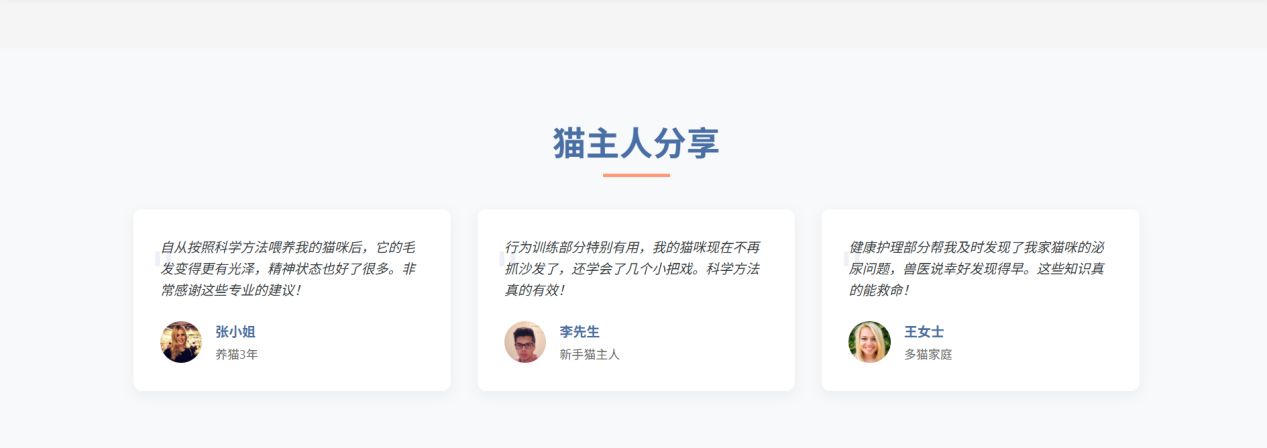 猫主人分享
自从按照科学方法喂养我的猫咪后，它的毛
发变得更有光泽，精神状态也好了很多。非
常感谢这些专业的建议！
张小姐
养猫3年
行为训练部分特别有用，我的猫咪现在不再
抓沙发了，还学会了几个小把戏。科学方法
真的有效！
李先生
新手猫主人
健康护理部分帮我及时发现了我家猫咪的泌
尿问题，兽医说幸好发现得早。这些知识真
的能救命！
王女士
多猫家庭